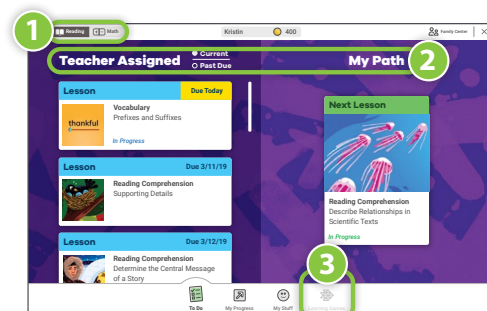 1
Reading Math
Kristin
400
Family Center
Teacher Assigned
Current
Past Due
My Path
2
Lesson
Due Today
thankful
Vocabulary
Prefixes and Suffixes
In Progress
Lesson
Due 3/11/19
Reading Comprehension
Supporting Details
Lesson
Due 3/12/19
Reading Comprehension
Determine the Central Message
of a Story
Next Lesson
Reading Comprehension
Describe Relationships in
Scientific Texts
In Progress
3
To Do
My Progress
My Stuff
Learning Games